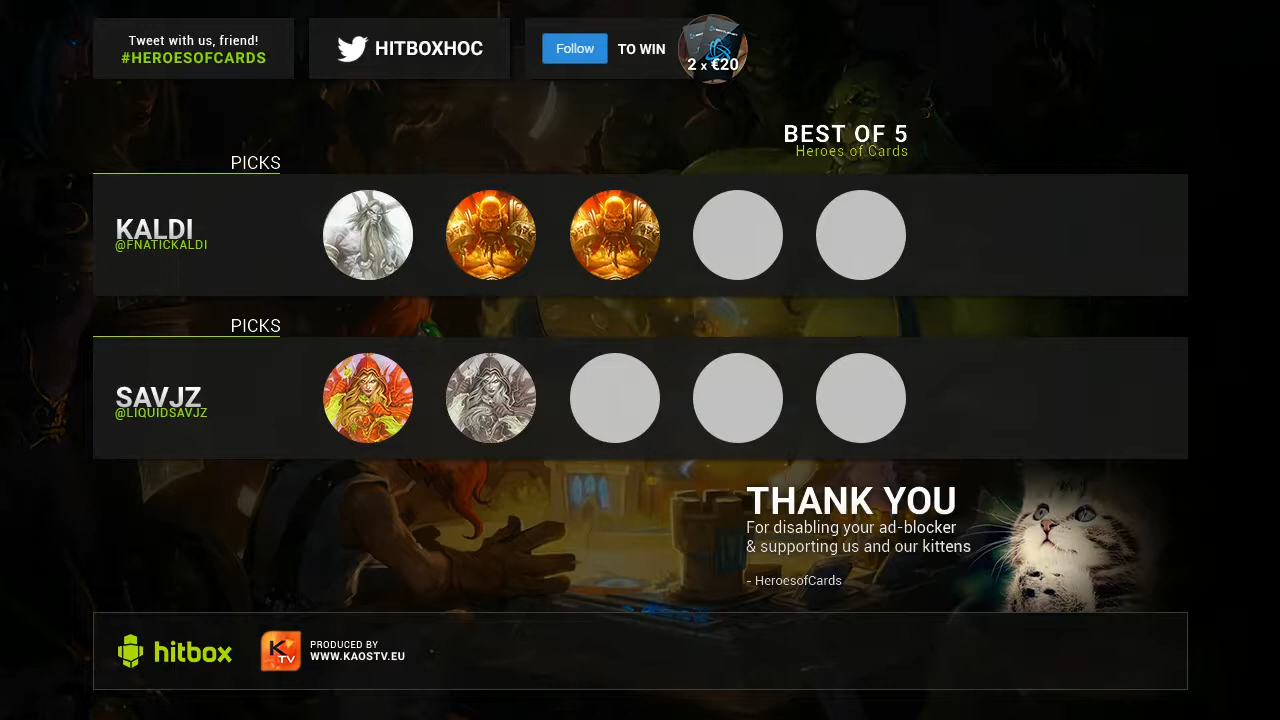 Tweet with us, friend!
#HEROESOFCARDS
HITBOXHOC
Follow TO WIN
2 x €20
BEST OF 5
Heroes of Cards
PICKS
KALDI
@FNATICKALDI
PICKS
SAVJZ
@LIQUIDSAVJZ
THANK YOU
For disabling your ad-blocker
& supporting us and our kittens
- HeroesofCards
hitbox
K TV
PRODUCED BY
WWW.KAOSTV.EU